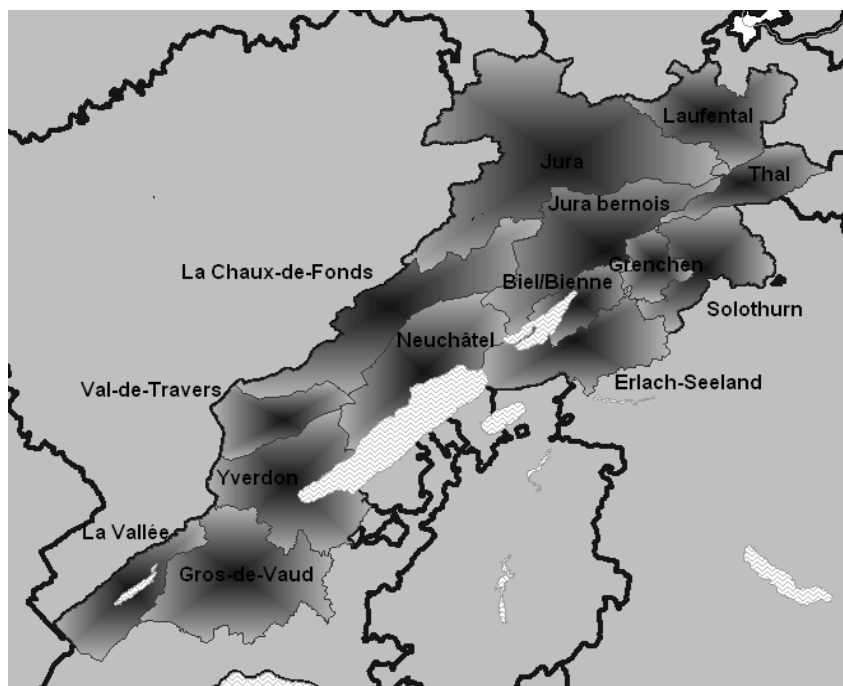 Laufental
Jura
Thal
Jura bernois
Grenchen
La Chaux-de-Fonds
Biel/Bienne
Solothurn
Neuchâtel
Erlach-Seeland
Val-de-Travers
Yverdon
La Vallée
Gros-de-Vaud